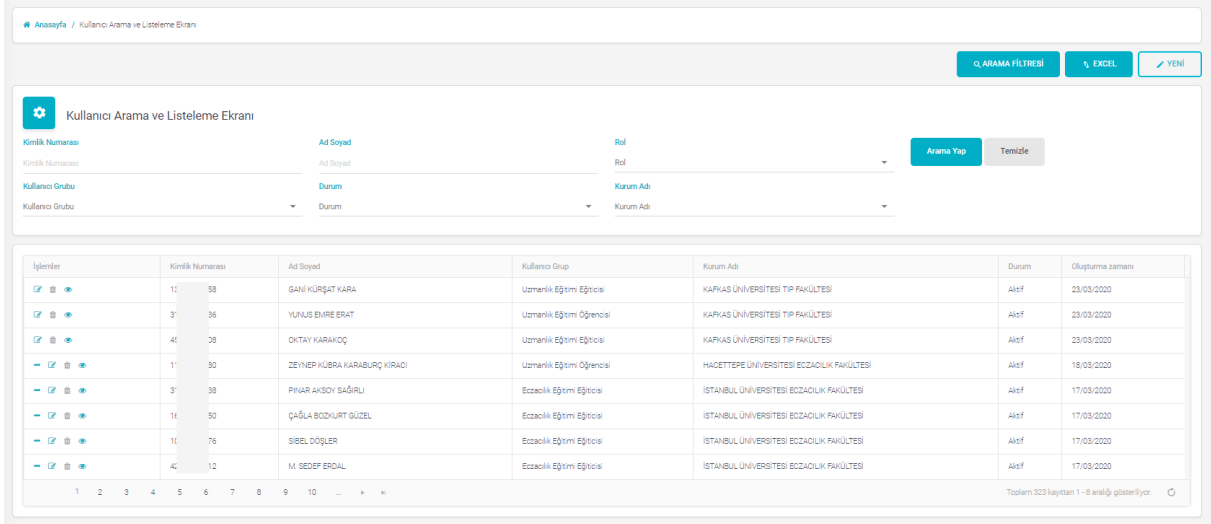 Anasayfa / Kullanıcı Arama ve Listeleme Ekranı
ARAMA FİLTRESİ EXCEL YENİ
Kullanıcı Arama ve Listeleme Ekranı
Kimlik Numarası Ad Soyad Rol
Kimlik Numarası Ad Soyad Rol Arama Yap Temizle
Kullanıcı Grubu Durum Kurum Adı
Kullanıcı Grubu Durum Kurum Adı
İşlemler Kimlik Numarası Ad Soyad Kullanıcı Grup Kurum Adı Durum Oluşturma zamanı
58 GANİ KÜRŞAT KARA Uzmanlık Eğitimi Eğiticisi KAFKAS ÜNİVERSİTESİ TIP FAKÜLTESİ Aktif 23/03/2020
36 YUNUS EMRE ERAT Uzmanlık Eğitimi Öğrencisi KAFKAS ÜNİVERSİTESİ TIP FAKÜLTESİ Aktif 23/03/2020
08 OKTAY KARAKOÇ Uzmanlık Eğitimi Eğiticisi KAFKAS ÜNİVERSİTESİ TIP FAKÜLTESİ Aktif 23/03/2020
80 ZEYNEP KÜBRA KARABURÇ KİRACI Uzmanlık Eğitimi Öğrencisi HACETTEPE ÜNİVERSİTESİ ECZACILIK FAKÜLTESİ Aktif 18/03/2020
38 PINAR AKSOY SAĞIRLI Eczacılık Eğitimi Eğiticisi İSTANBUL ÜNİVERSİTESİ ECZACILIK FAKÜLTESİ Aktif 17/03/2020
50 ÇAĞLA BOZKURT GÜZEL Eczacılık Eğitimi Eğiticisi İSTANBUL ÜNİVERSİTESİ ECZACILIK FAKÜLTESİ Aktif 17/03/2020
76 SİBEL DÖŞLER Eczacılık Eğitimi Eğiticisi İSTANBUL ÜNİVERSİTESİ ECZACILIK FAKÜLTESİ Aktif 17/03/2020
12 M. SEDEF ERDAL Eczacılık Eğitimi Eğiticisi İSTANBUL ÜNİVERSİTESİ ECZACILIK FAKÜLTESİ Aktif 17/03/2020
1 2 3 4 5 6 7 8 9 10 ... Toplam 323 kayıttan 1 - 8 aralığı gösteriliyor.